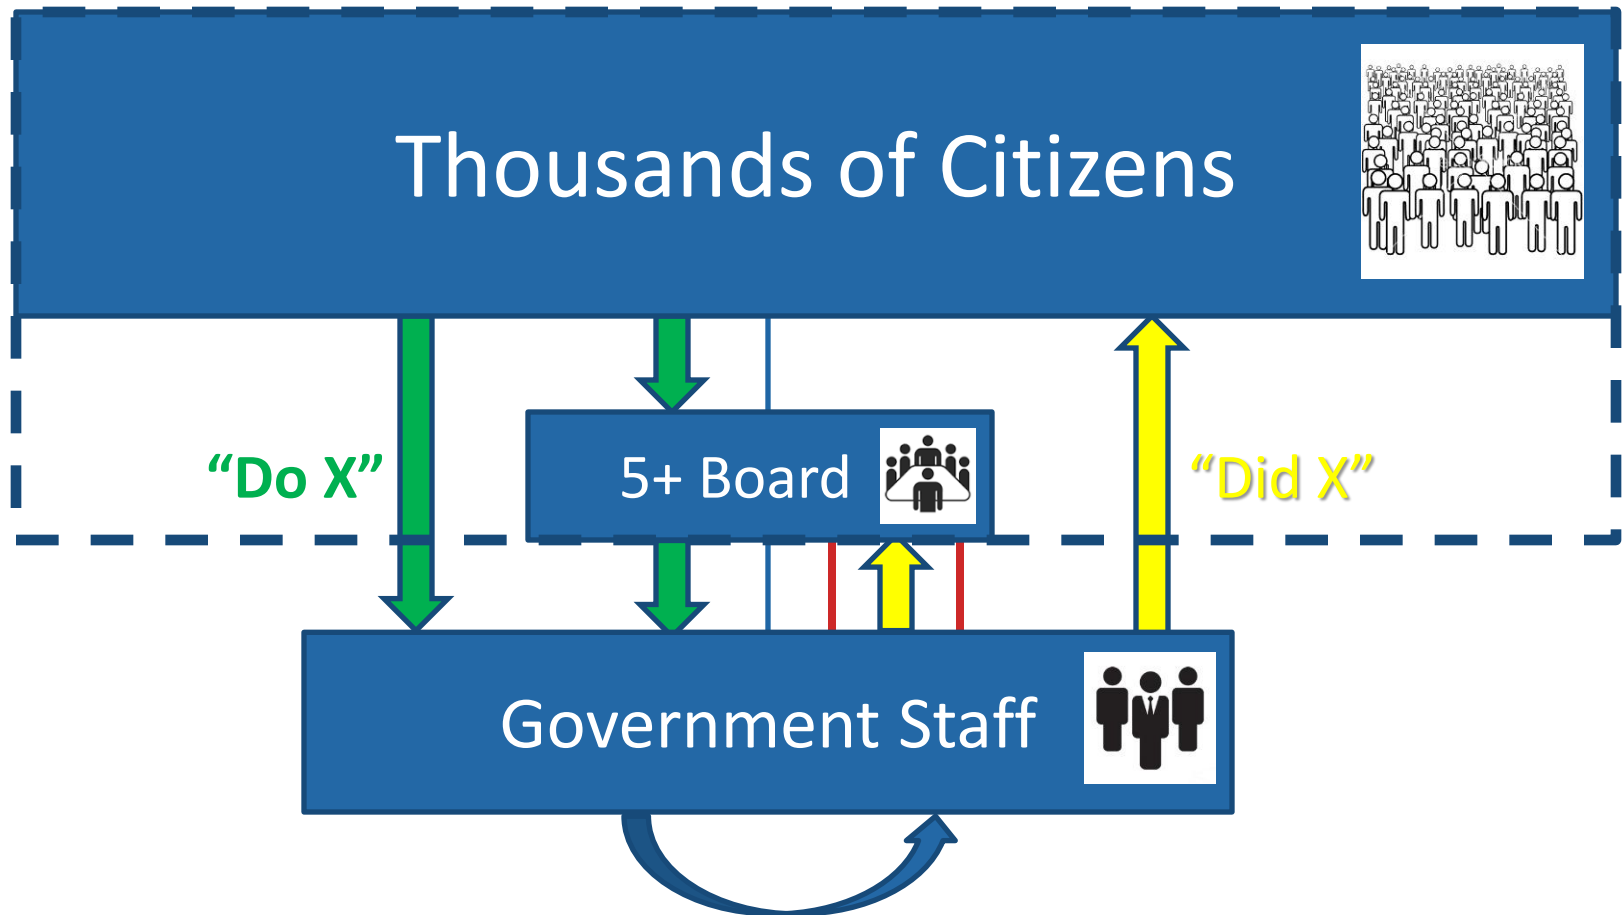 Thousands of Citizens
“Do X”
5+ Board
“Did X”
Government Staff